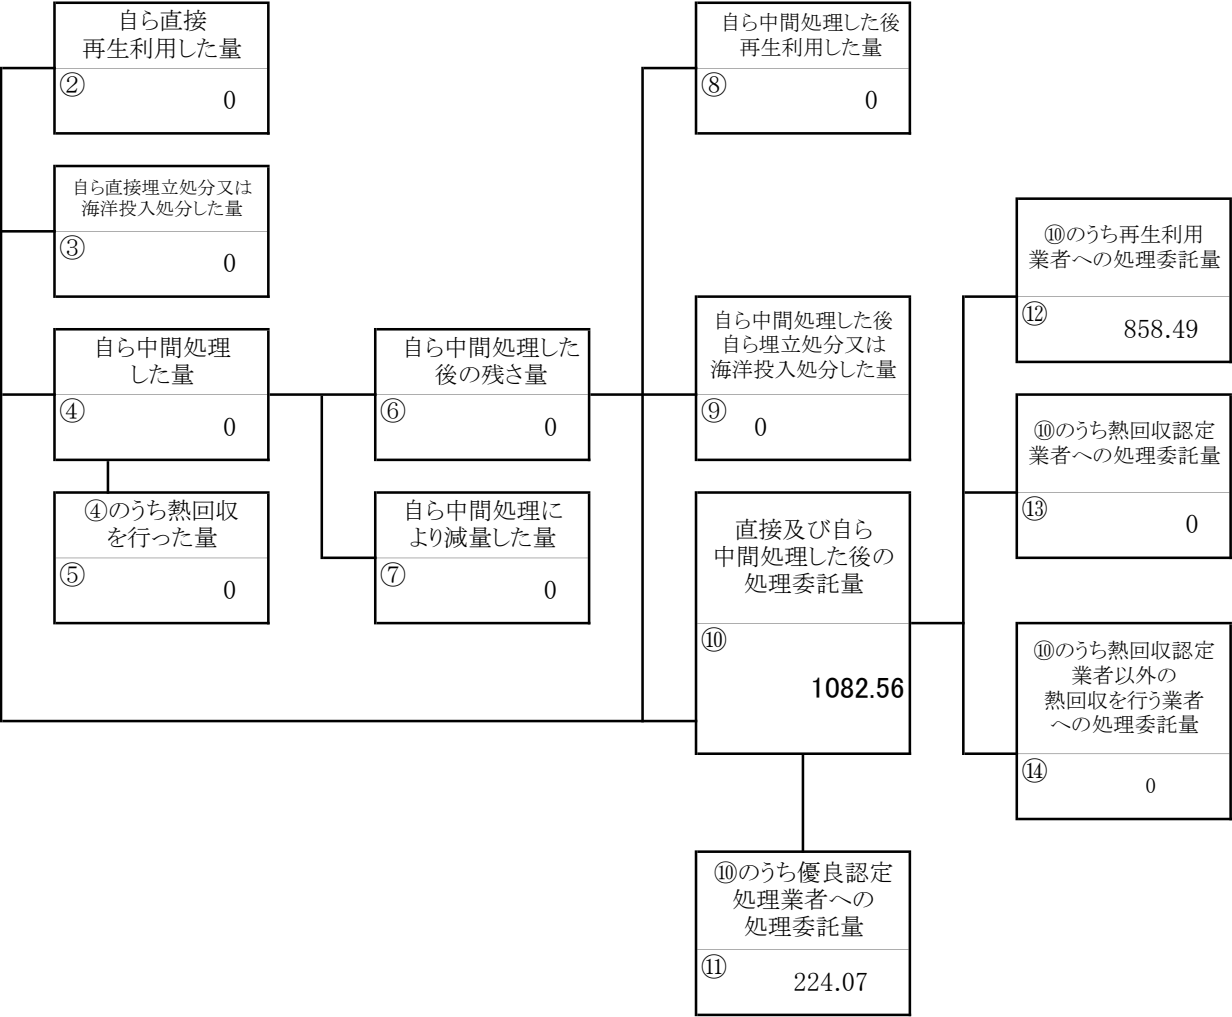 自ら直接
再生利用した量
②
0
自ら直接埋立処分又は
海洋投入処分した量
③
0
自ら中間処理
した量
④
0
④のうち熱回収
を行った量
⑤
0
自ら中間処理した
後の残さ量
⑥
0
自ら中間処理に
より減量した量
⑦
0
自ら中間処理した後
再生利用した量
⑧
0
自ら中間処理した後
自ら埋立処分又は
海洋投入処分した量
⑨
0
直接及び自ら
中間処理した後の
処理委託量
⑩
1082.56
⑩のうち優良認定
処理業者への
処理委託量
⑪
224.07
⑩のうち再生利用
業者への処理委託量
⑫
858.49
⑩のうち熱回収認定
業者への処理委託量
⑬
0
⑩のうち熱回収認定
業者以外の
熱回収を行う業者
への処理委託量
⑭
0